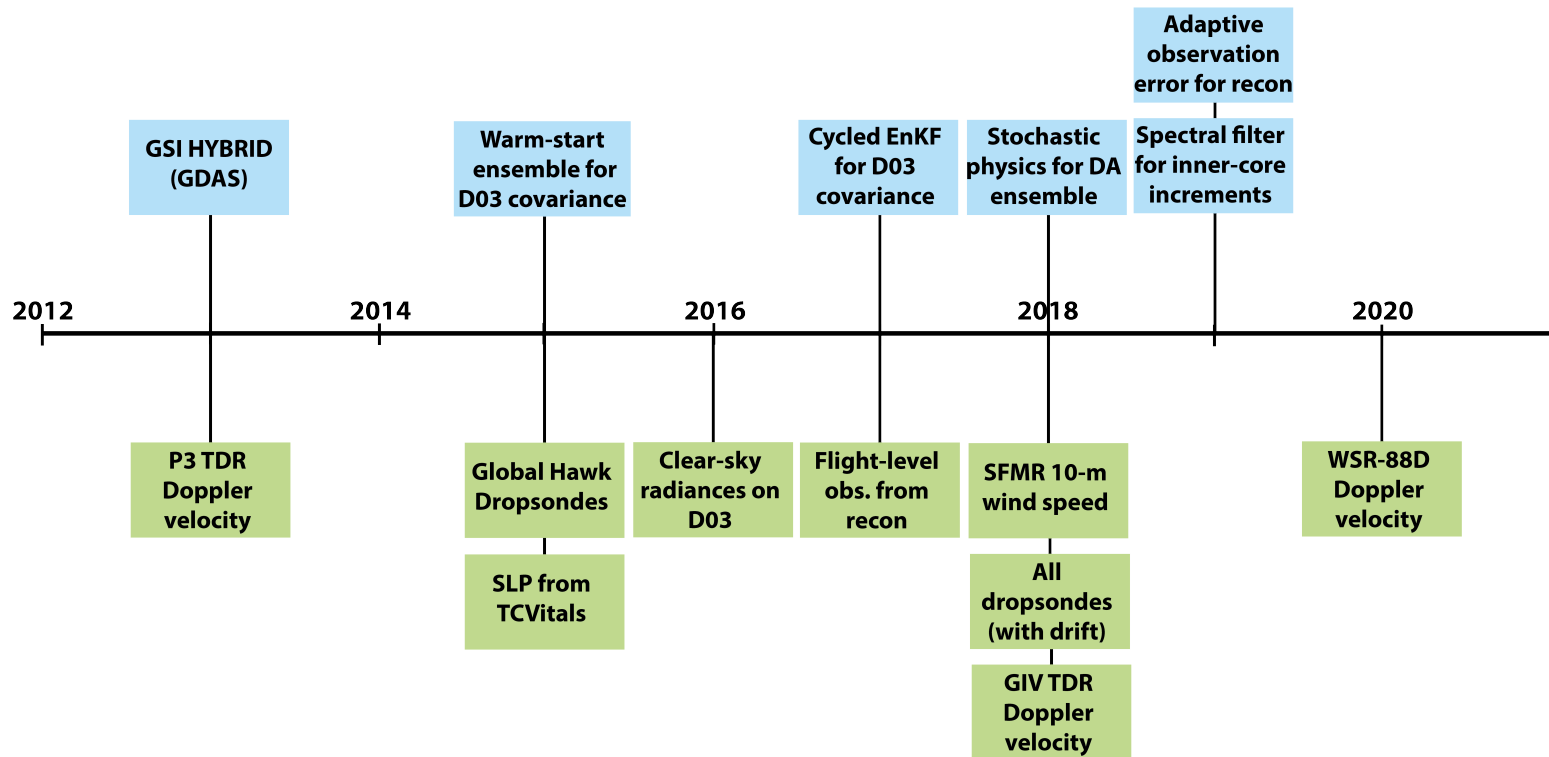 Adaptive
observation
error for recon
GSI HYBRID
(GDAS)
Warm-start
ensemble for
D03 covariance
Cycled EnKF
for D03
covariance
Stochastic
physics for DA
ensemble
Spectral filter
for inner-core
increments
2012
2014
2016
2018
2020
P3 TDR
Doppler
velocity
Global Hawk
Dropsondes
Clear-sky
radiances on
D03
Flight-level
obs. from
recon
SFMR 10-m
wind speed
WSR-88D
Doppler
velocity
SLP from
TCVitals
All
dropsondes
(with drift)
GIV TDR
Doppler
velocity